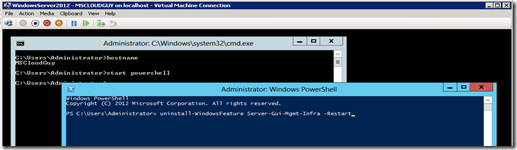 WindowsServer2012 - MSCLOUDGUY on localhost - Virtual Machine Connection
File Action Media Clipboard View Help
Administrator: C:\Windows\system32\cmd.exe
C:\Users\Administrator>hostname
MSCloudGuy
C:\Users\Administrator>start powershell
C:\Users\Administrator>
Administrator: Windows PowerShell
Windows PowerShell
Copyright (C) 2012 Microsoft Corporation. All rights reserved.
PS C:\Users\Administrator> uninstall-WindowsFeature Server-Gui-Mgmt-Infra -Restart_